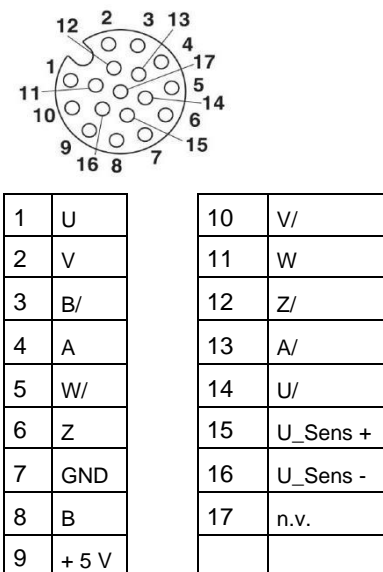 2 3 13
12 4
17
1 5
11 14
10 6
15
9 7
16 8
1 U 10 V/
2 V 11 W
3 B/ 12 Z/
4 A 13 A/
5 W/ 14 U/
6 Z 15 U_Sens +
7 GND 16 U_Sens -
8 B 17 n.v.
9 + 5 V